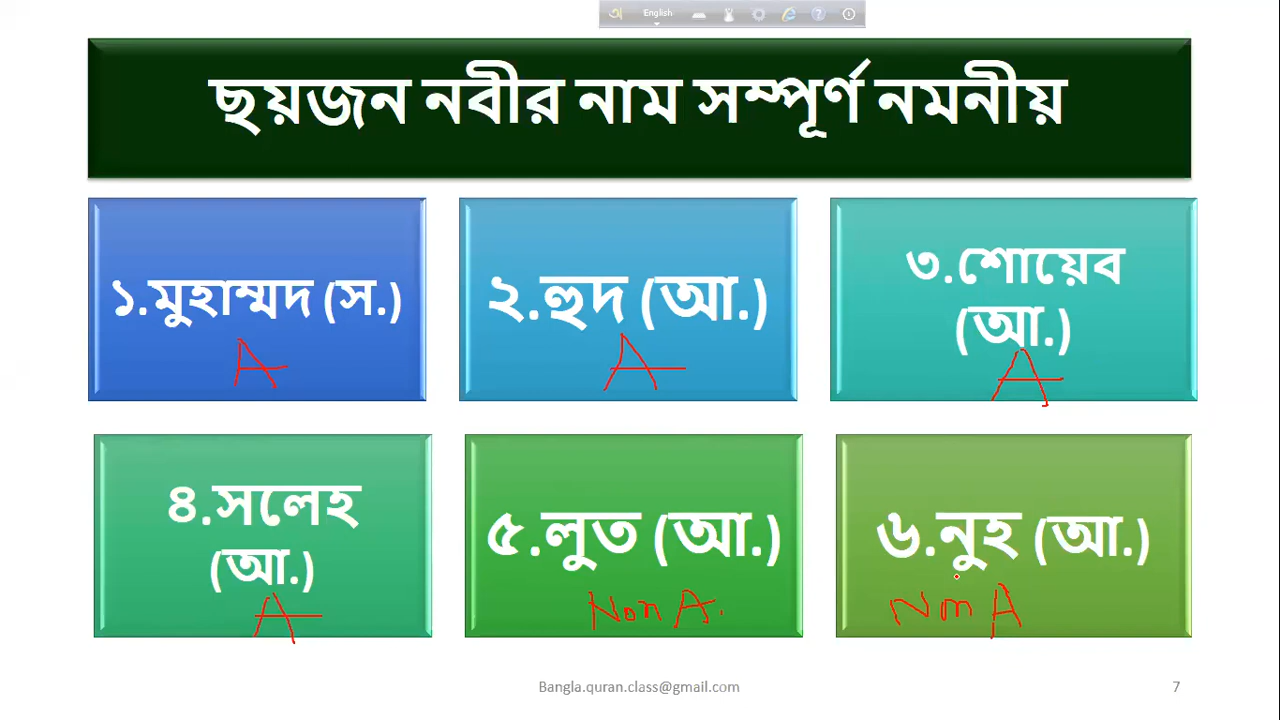 অ English
ছয়জন নবীর নাম সম্পূর্ণ নমনীয়
১.মুহাম্মদ (স.)
A
২.হুদ (আ.)
A
৩.শোয়েব
(আ.)
A
৪.সলেহ
(আ.)
A
৫.লুত (আ.)
Non A.
৬.নুহ (আ.)
Non A
Bangla.quran.class@gmail.com
7